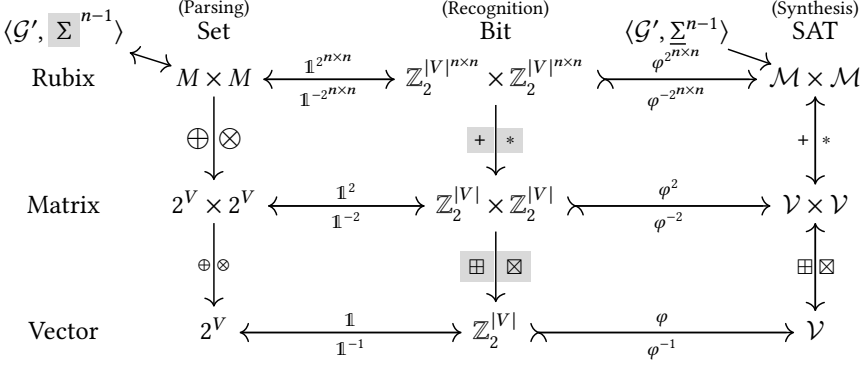 (Parsing) (Recognition) (Synthesis)
⟨𝒢′, Σⁿ⁻¹⟩ Set Bit ⟨𝒢′, Σ̲ⁿ⁻¹⟩ SAT
Rubix M × M 𝟙^{2^{n×n}} 𝟙^{−2^{n×n}} ℤ₂^{|V|^{n×n}} × ℤ₂^{|V|^{n×n}} φ^{2^{n×n}} φ^{−2^{n×n}} ℳ × ℳ
⊕ ⊗ + * + *
Matrix 2^V × 2^V 𝟙² 𝟙⁻² ℤ₂^{|V|} × ℤ₂^{|V|} φ² φ⁻² 𝒱 × 𝒱
⊕ ⊗ ⊞ ⊠ ⊞ ⊠
Vector 2^V 𝟙 𝟙⁻¹ ℤ₂^{|V|} φ φ⁻¹ 𝒱